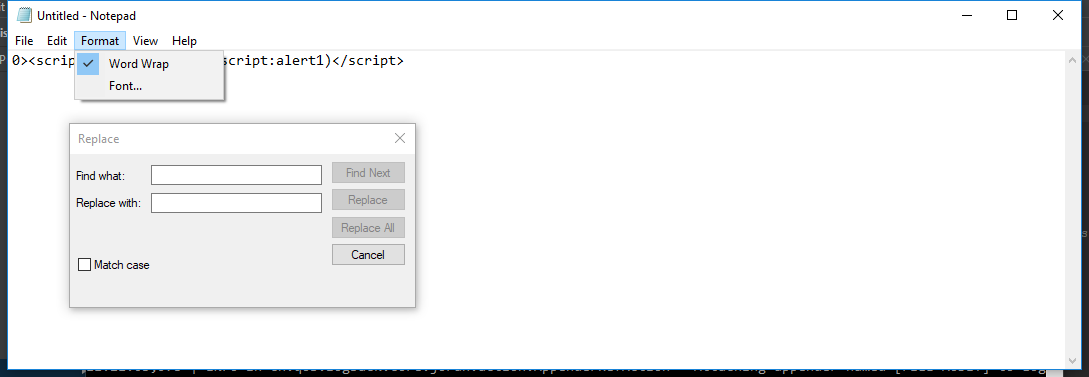 Untitled - Notepad
File Edit Format View Help
0><scrip script:alert1)</script>
Word Wrap
Font...
Replace
Find what:
Find Next
Replace with:
Replace
Replace All
Cancel
Match case